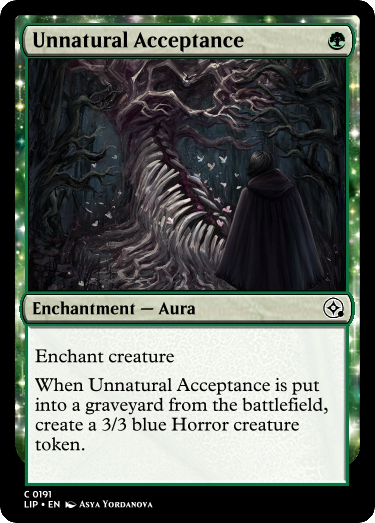 Unnatural Acceptance
Enchantment — Aura
Enchant creature
When Unnatural Acceptance is put
into a graveyard from the battlefield,
create a 3/3 blue Horror creature
token.
C 0191
LIP • EN Asya Yordanova